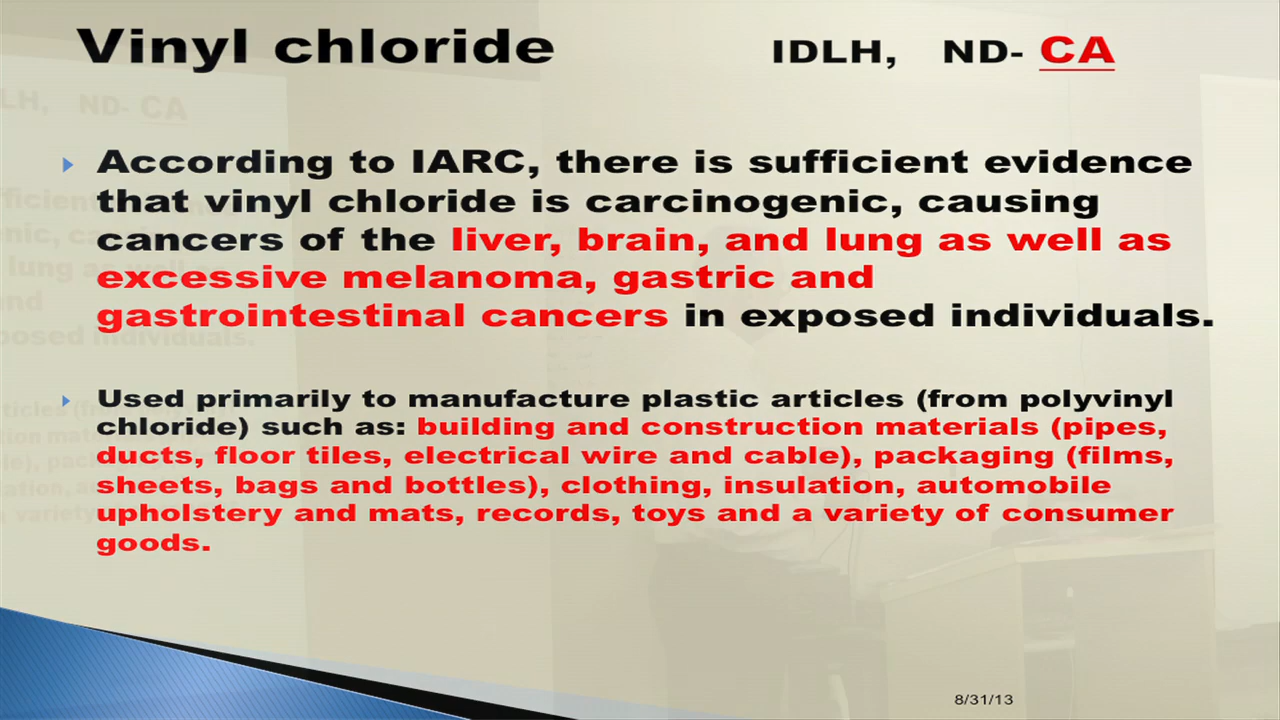 Vinyl chloride IDLH, ND- CA
According to IARC, there is sufficient evidence
that vinyl chloride is carcinogenic, causing
cancers of the liver, brain, and lung as well as
excessive melanoma, gastric and
gastrointestinal cancers in exposed individuals.
Used primarily to manufacture plastic articles (from polyvinyl
chloride) such as: building and construction materials (pipes,
ducts, floor tiles, electrical wire and cable), packaging (films,
sheets, bags and bottles), clothing, insulation, automobile
upholstery and mats, records, toys and a variety of consumer
goods.
8/31/13